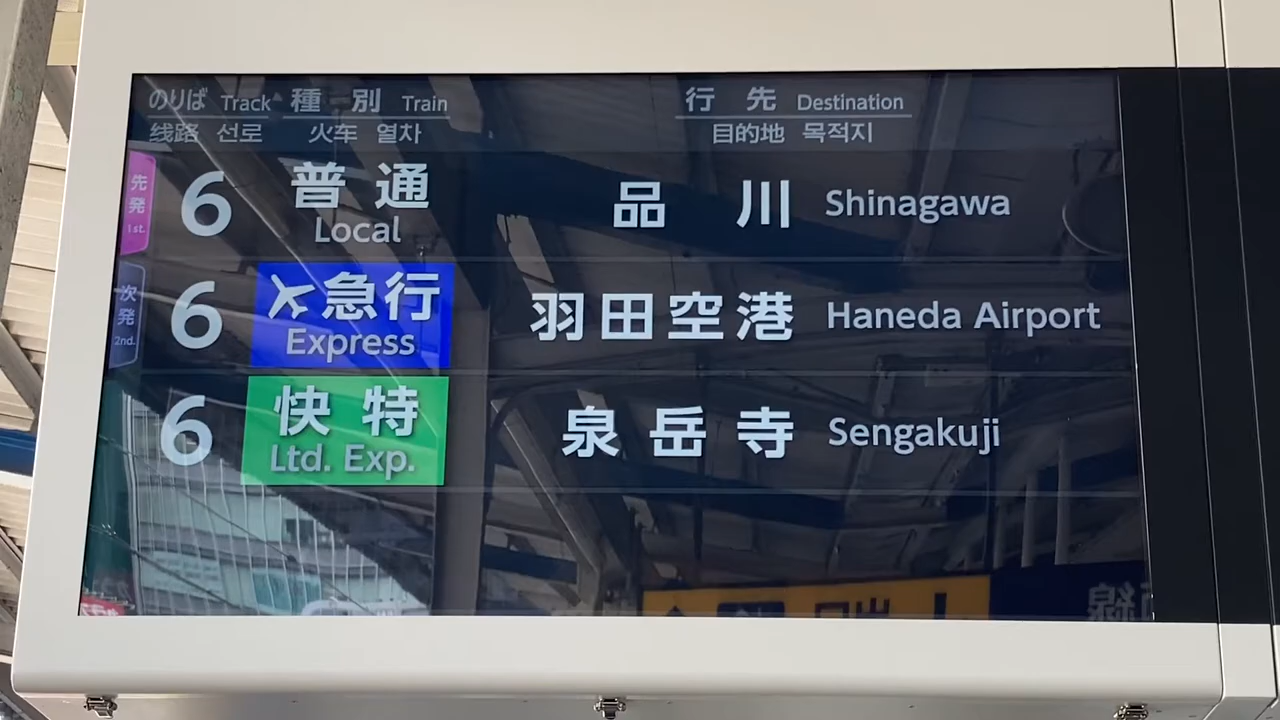 のりば Track 種 別 Train 行 先 Destination
线路 선로 火车 열차 目的地 목적지
先発 1st. 6 普 通 Local 品 川 Shinagawa
次発 2nd. 6 急行 Express 羽田空港 Haneda Airport
6 快 特 Ltd. Exp. 泉 岳 寺 Sengakuji